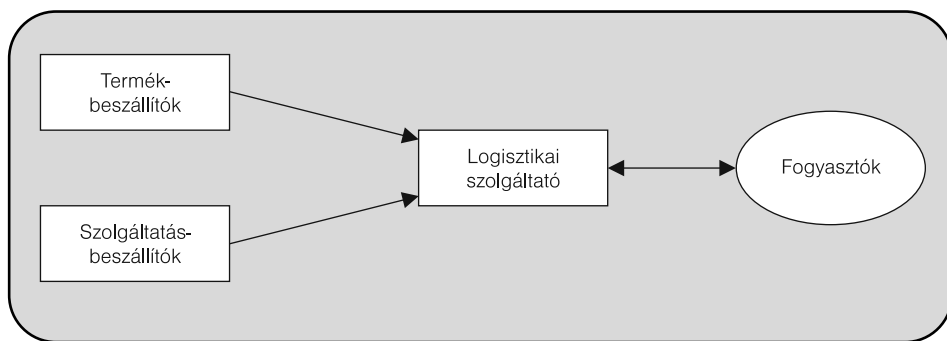 Termék-
beszállítók
Logisztikai
szolgáltató
Fogyasztók
Szolgáltatás-
beszállítók